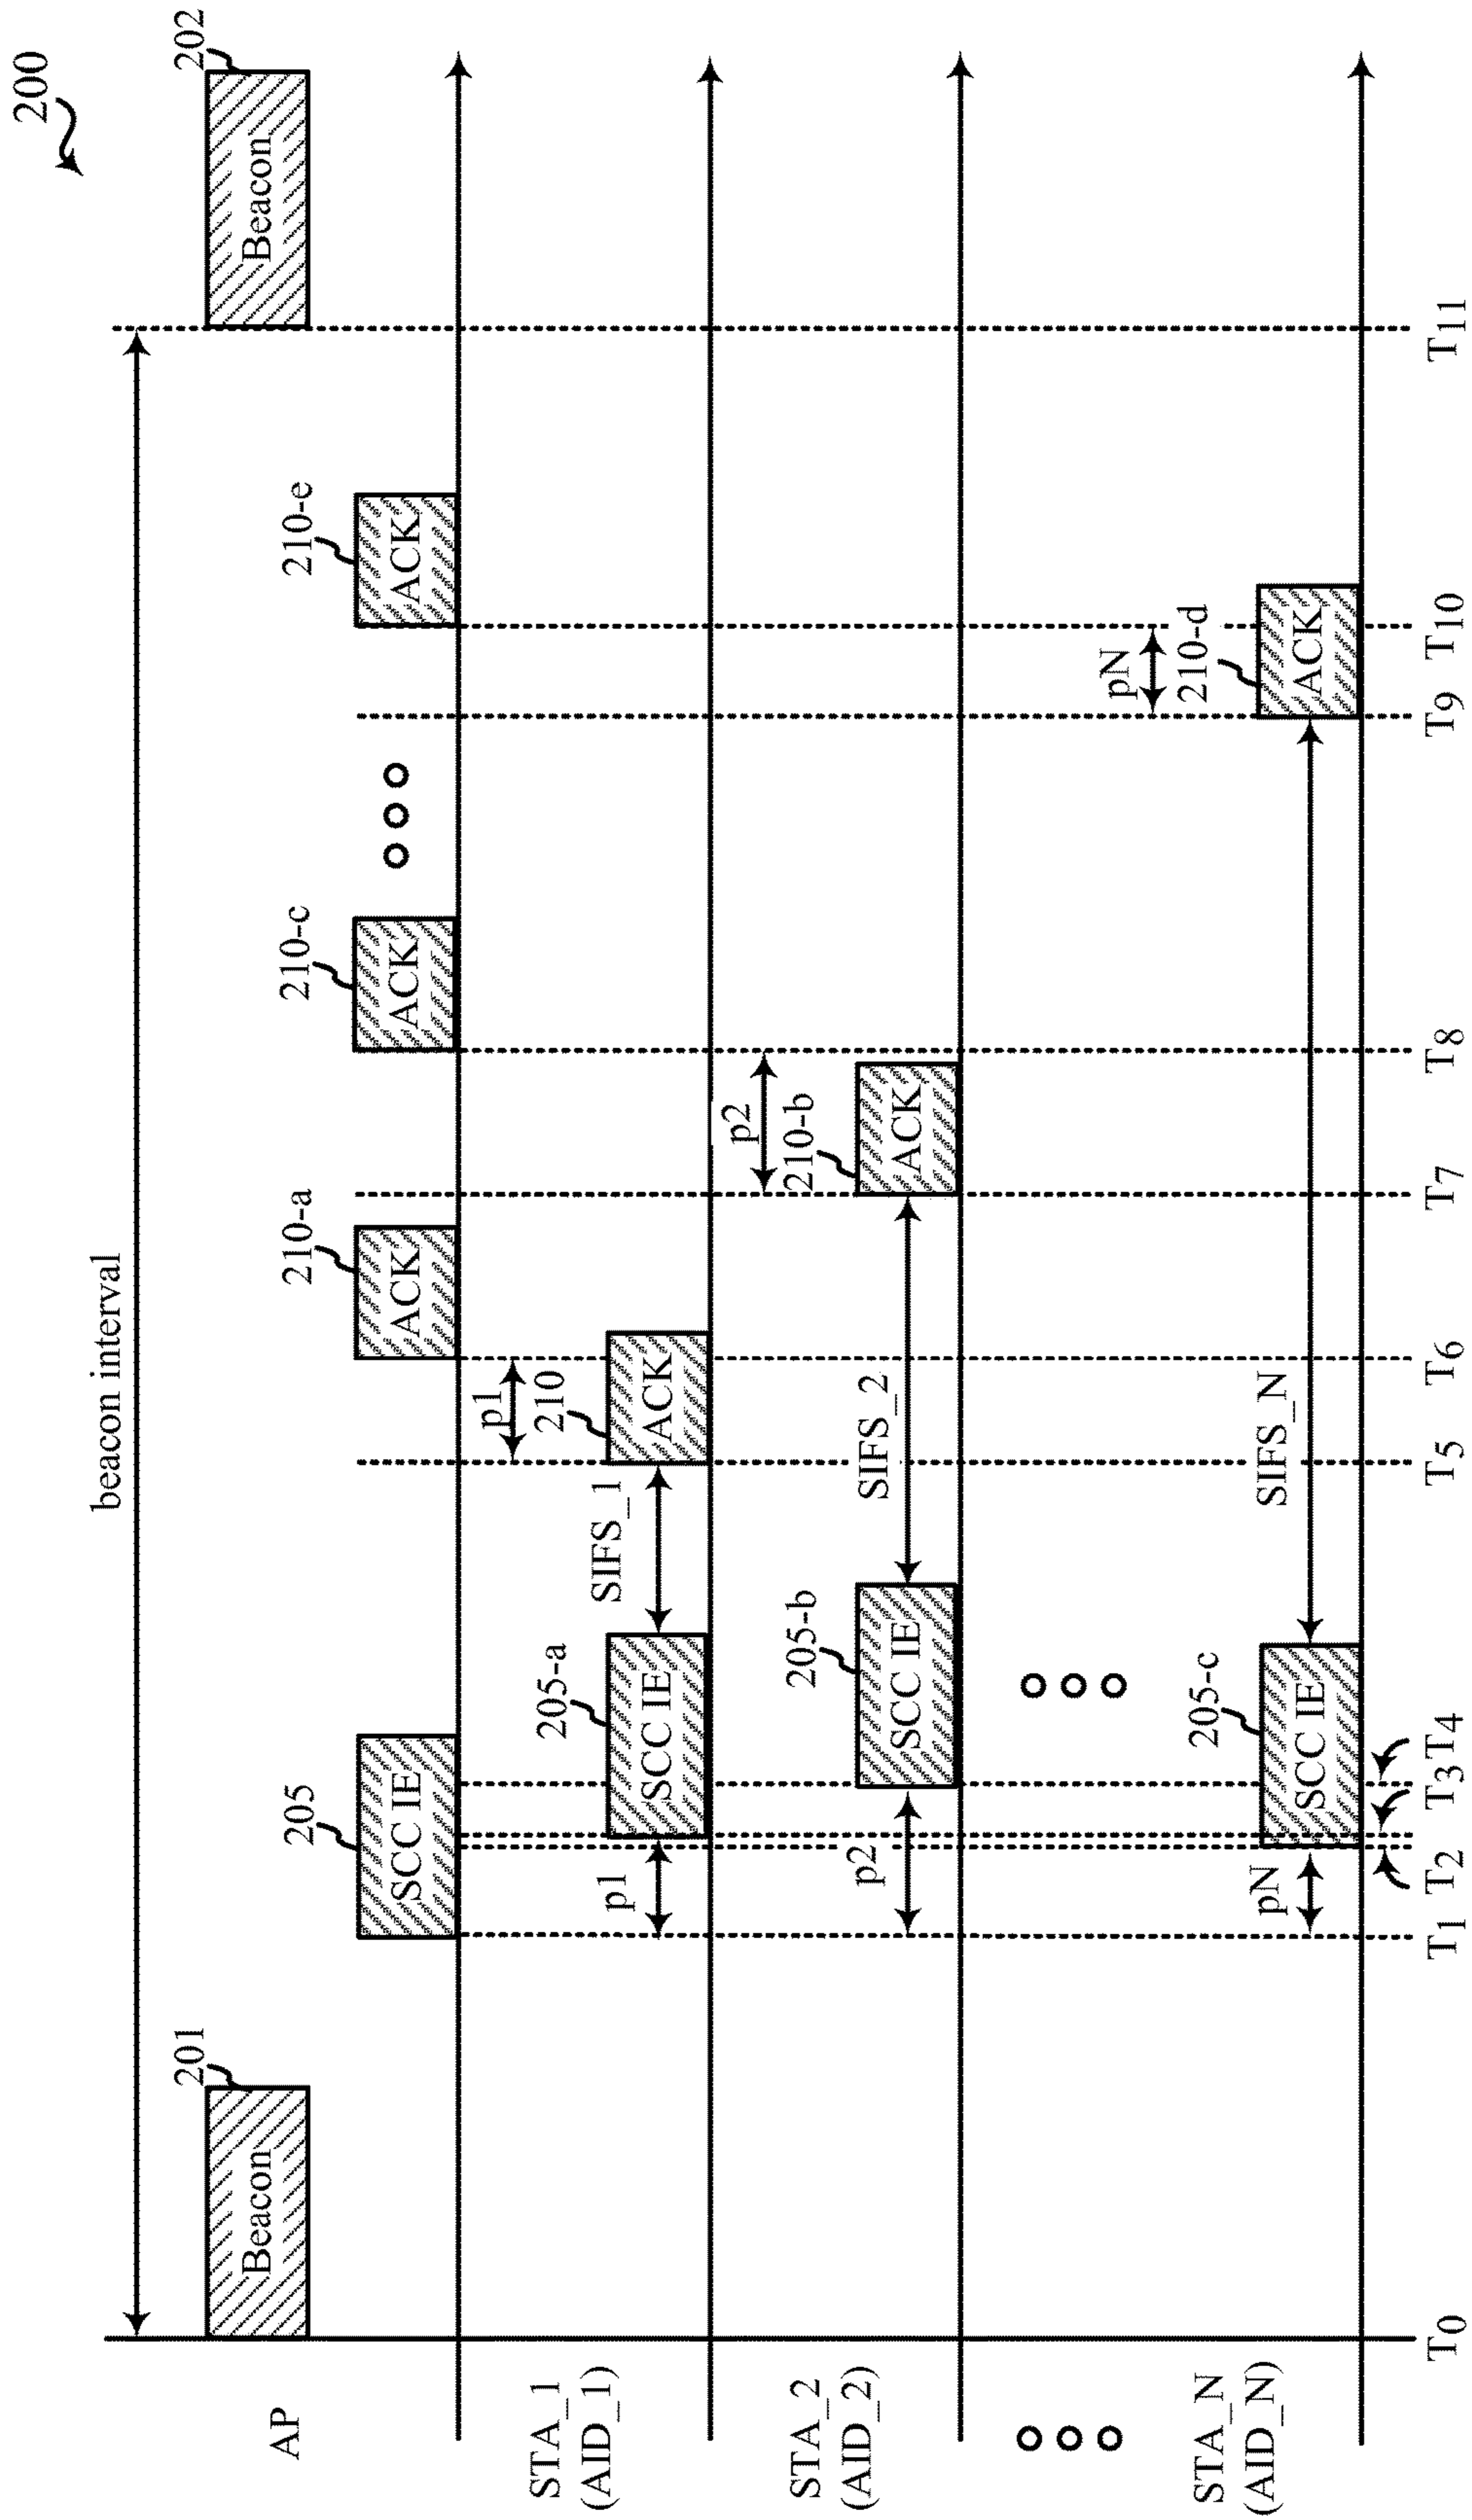 200
beacon interval
201
202
Beacon
Beacon
AP
205
210-a
210-c
210-e
SCC IE
ACK
ACK
ACK
STA_1
(AID_1)
p1
205-a
SCC IE
SIFS_1
p1
210
ACK
STA_2
(AID_2)
p2
205-b
SCC IE
SIFS_2
p2
210-b
ACK
STA_N
(AID_N)
pN
205-c
SCC IE
SIFS_N
pN
210-d
ACK
T0 T1 T2 T3 T4 T5 T6 T7 T8 T9 T10 T11